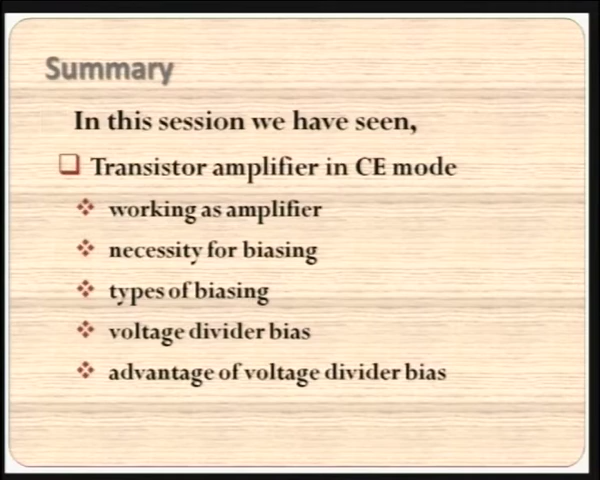 Summary
In this session we have seen,
Transistor amplifier in CE mode
working as amplifier
necessity for biasing
types of biasing
voltage divider bias
advantage of voltage divider bias